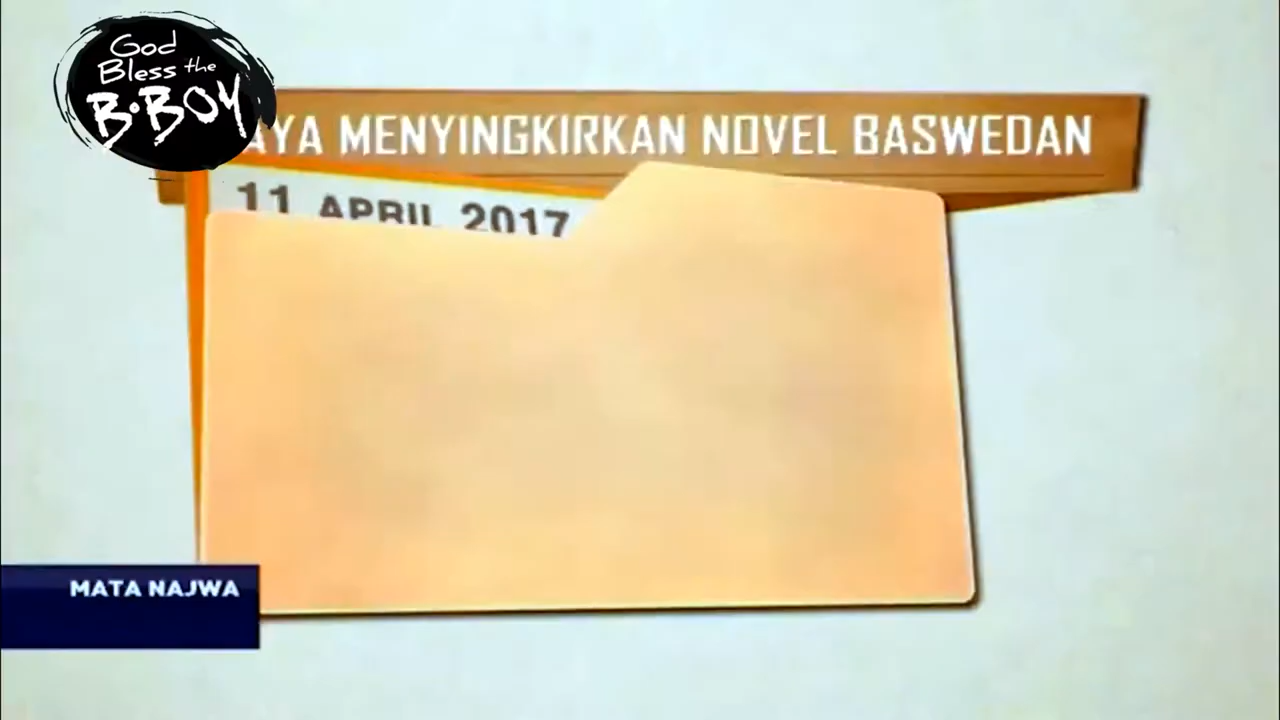 God
Bless the
B·BOY
AYA MENYINGKIRKAN NOVEL BASWEDAN
11 APRIL 2017
MATA NAJWA